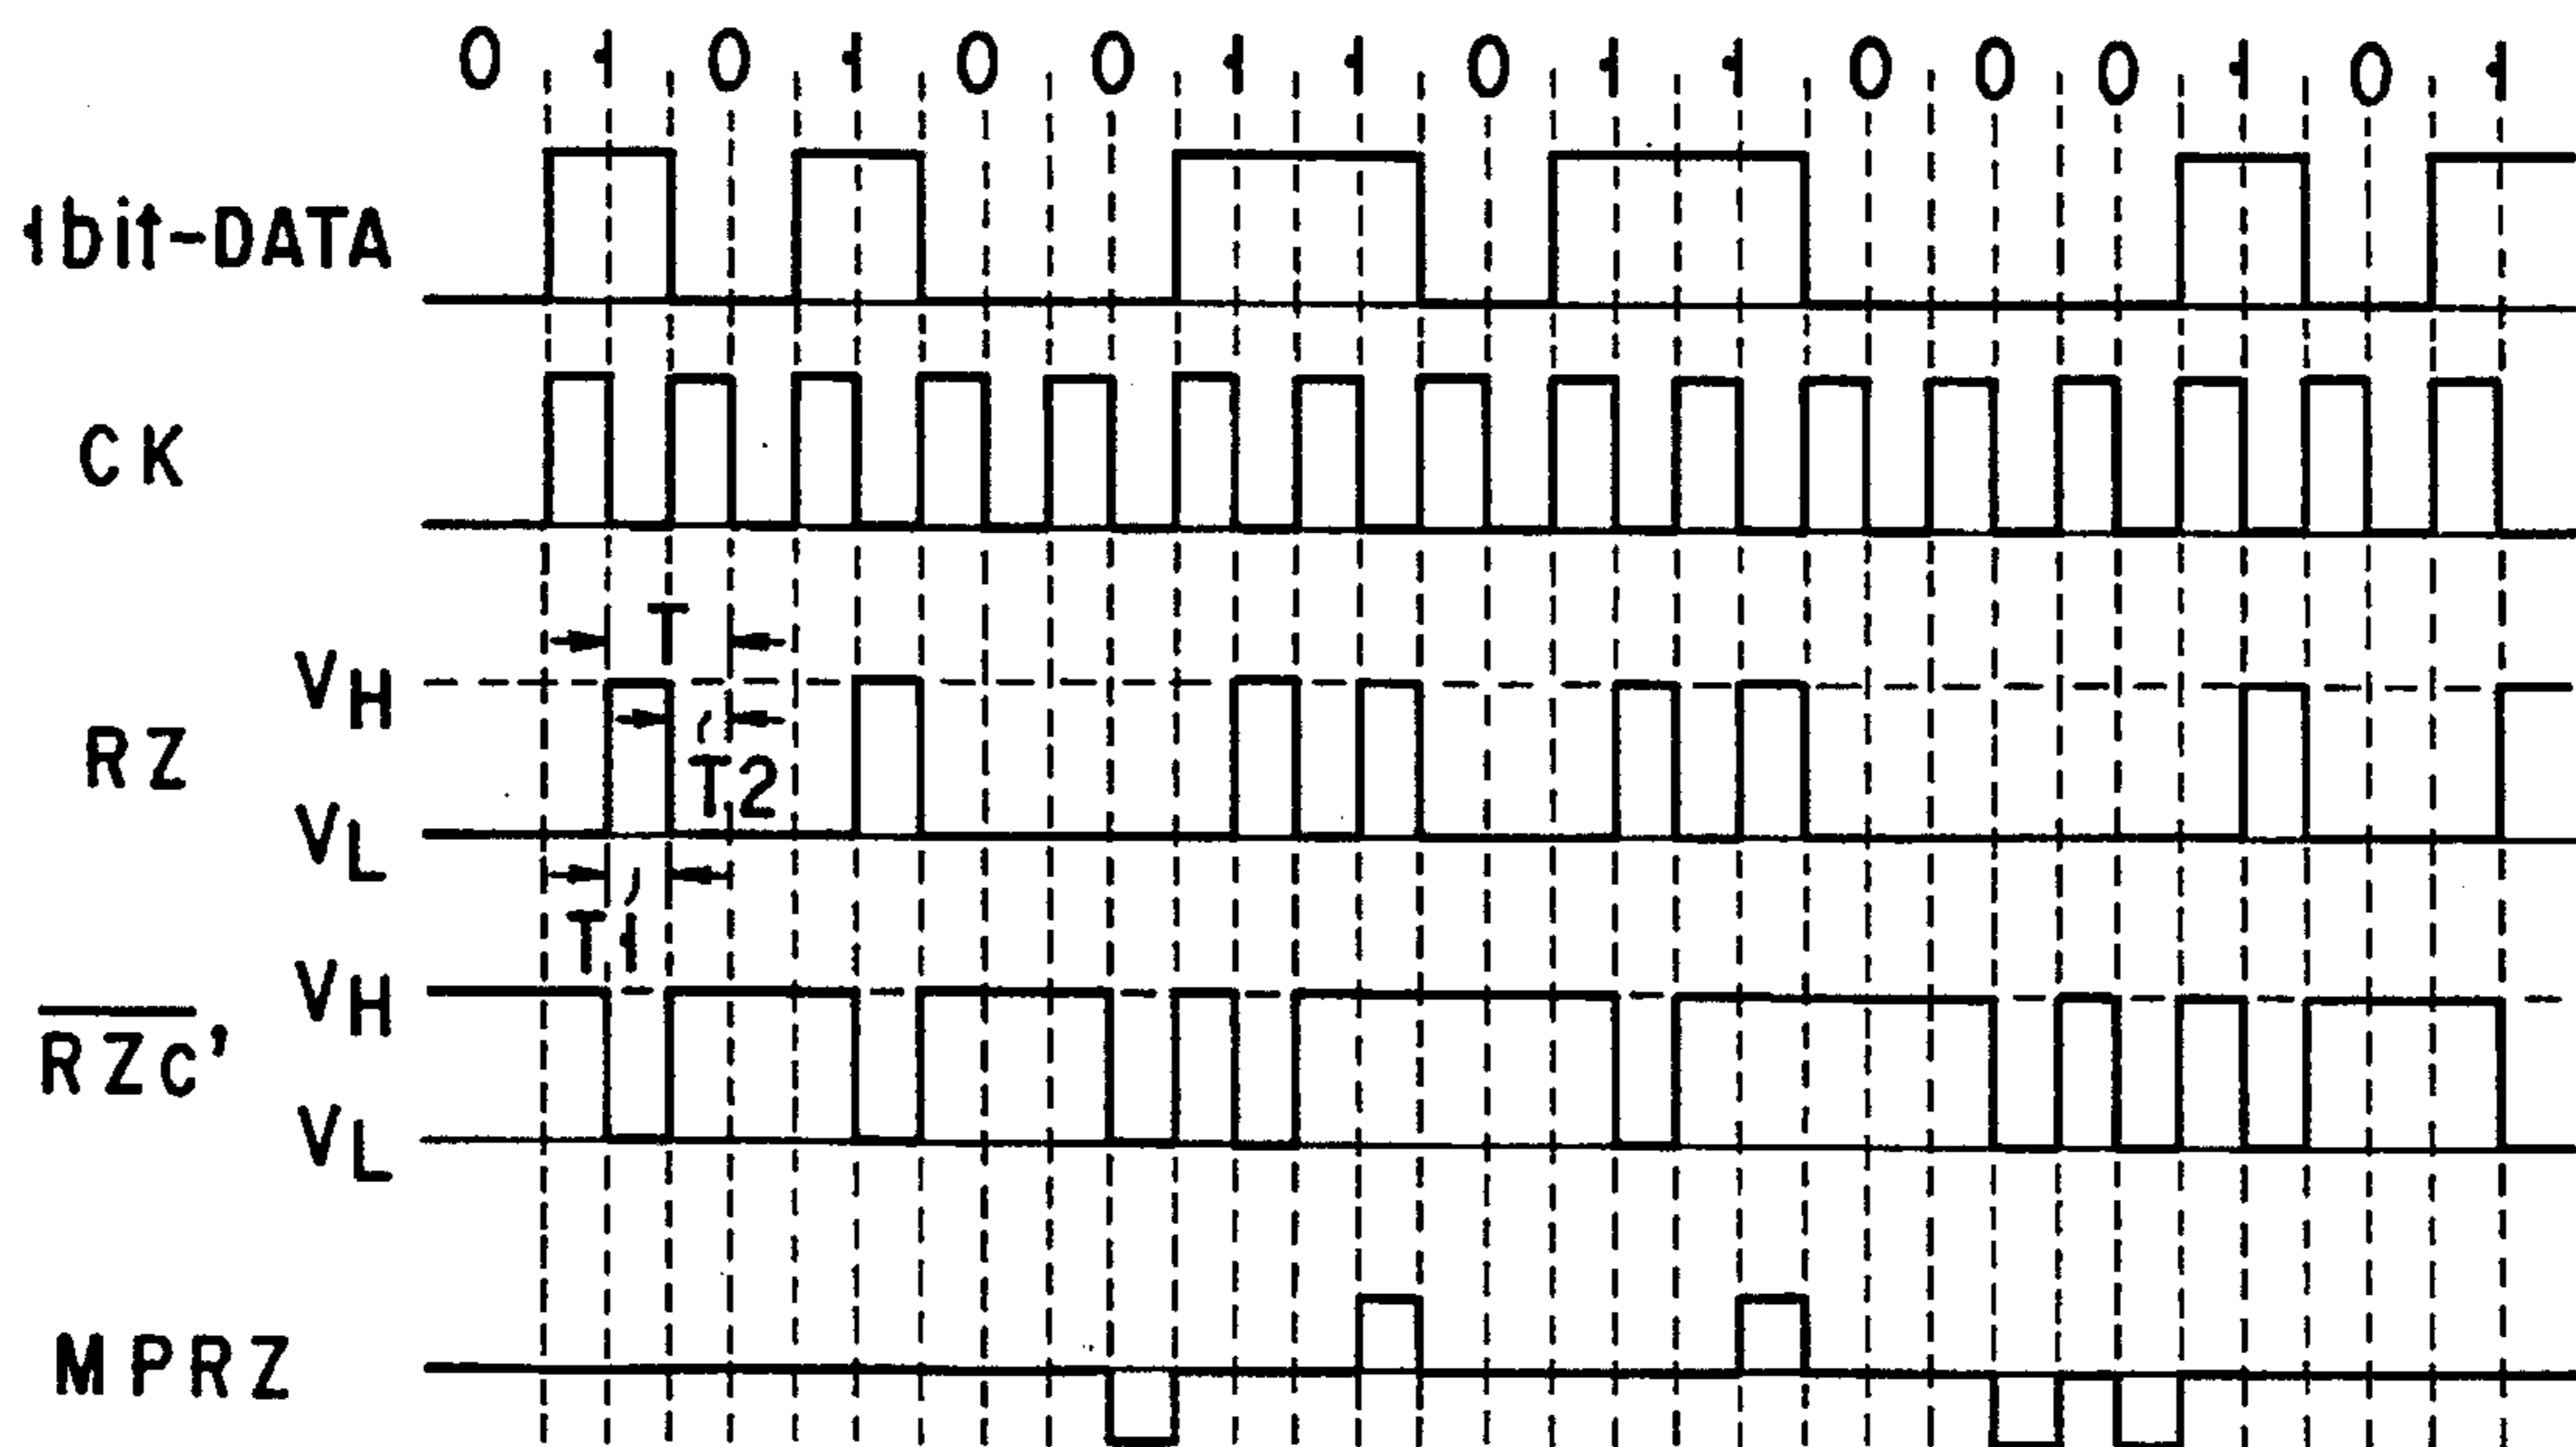 0 1 0 1 0 0 1 1 0 1 1 0 0 0 1 0 1
1bit-DATA
CK
T
VH
RZ
T2
VL
T1
VH
RZc'
VL
MPRZ